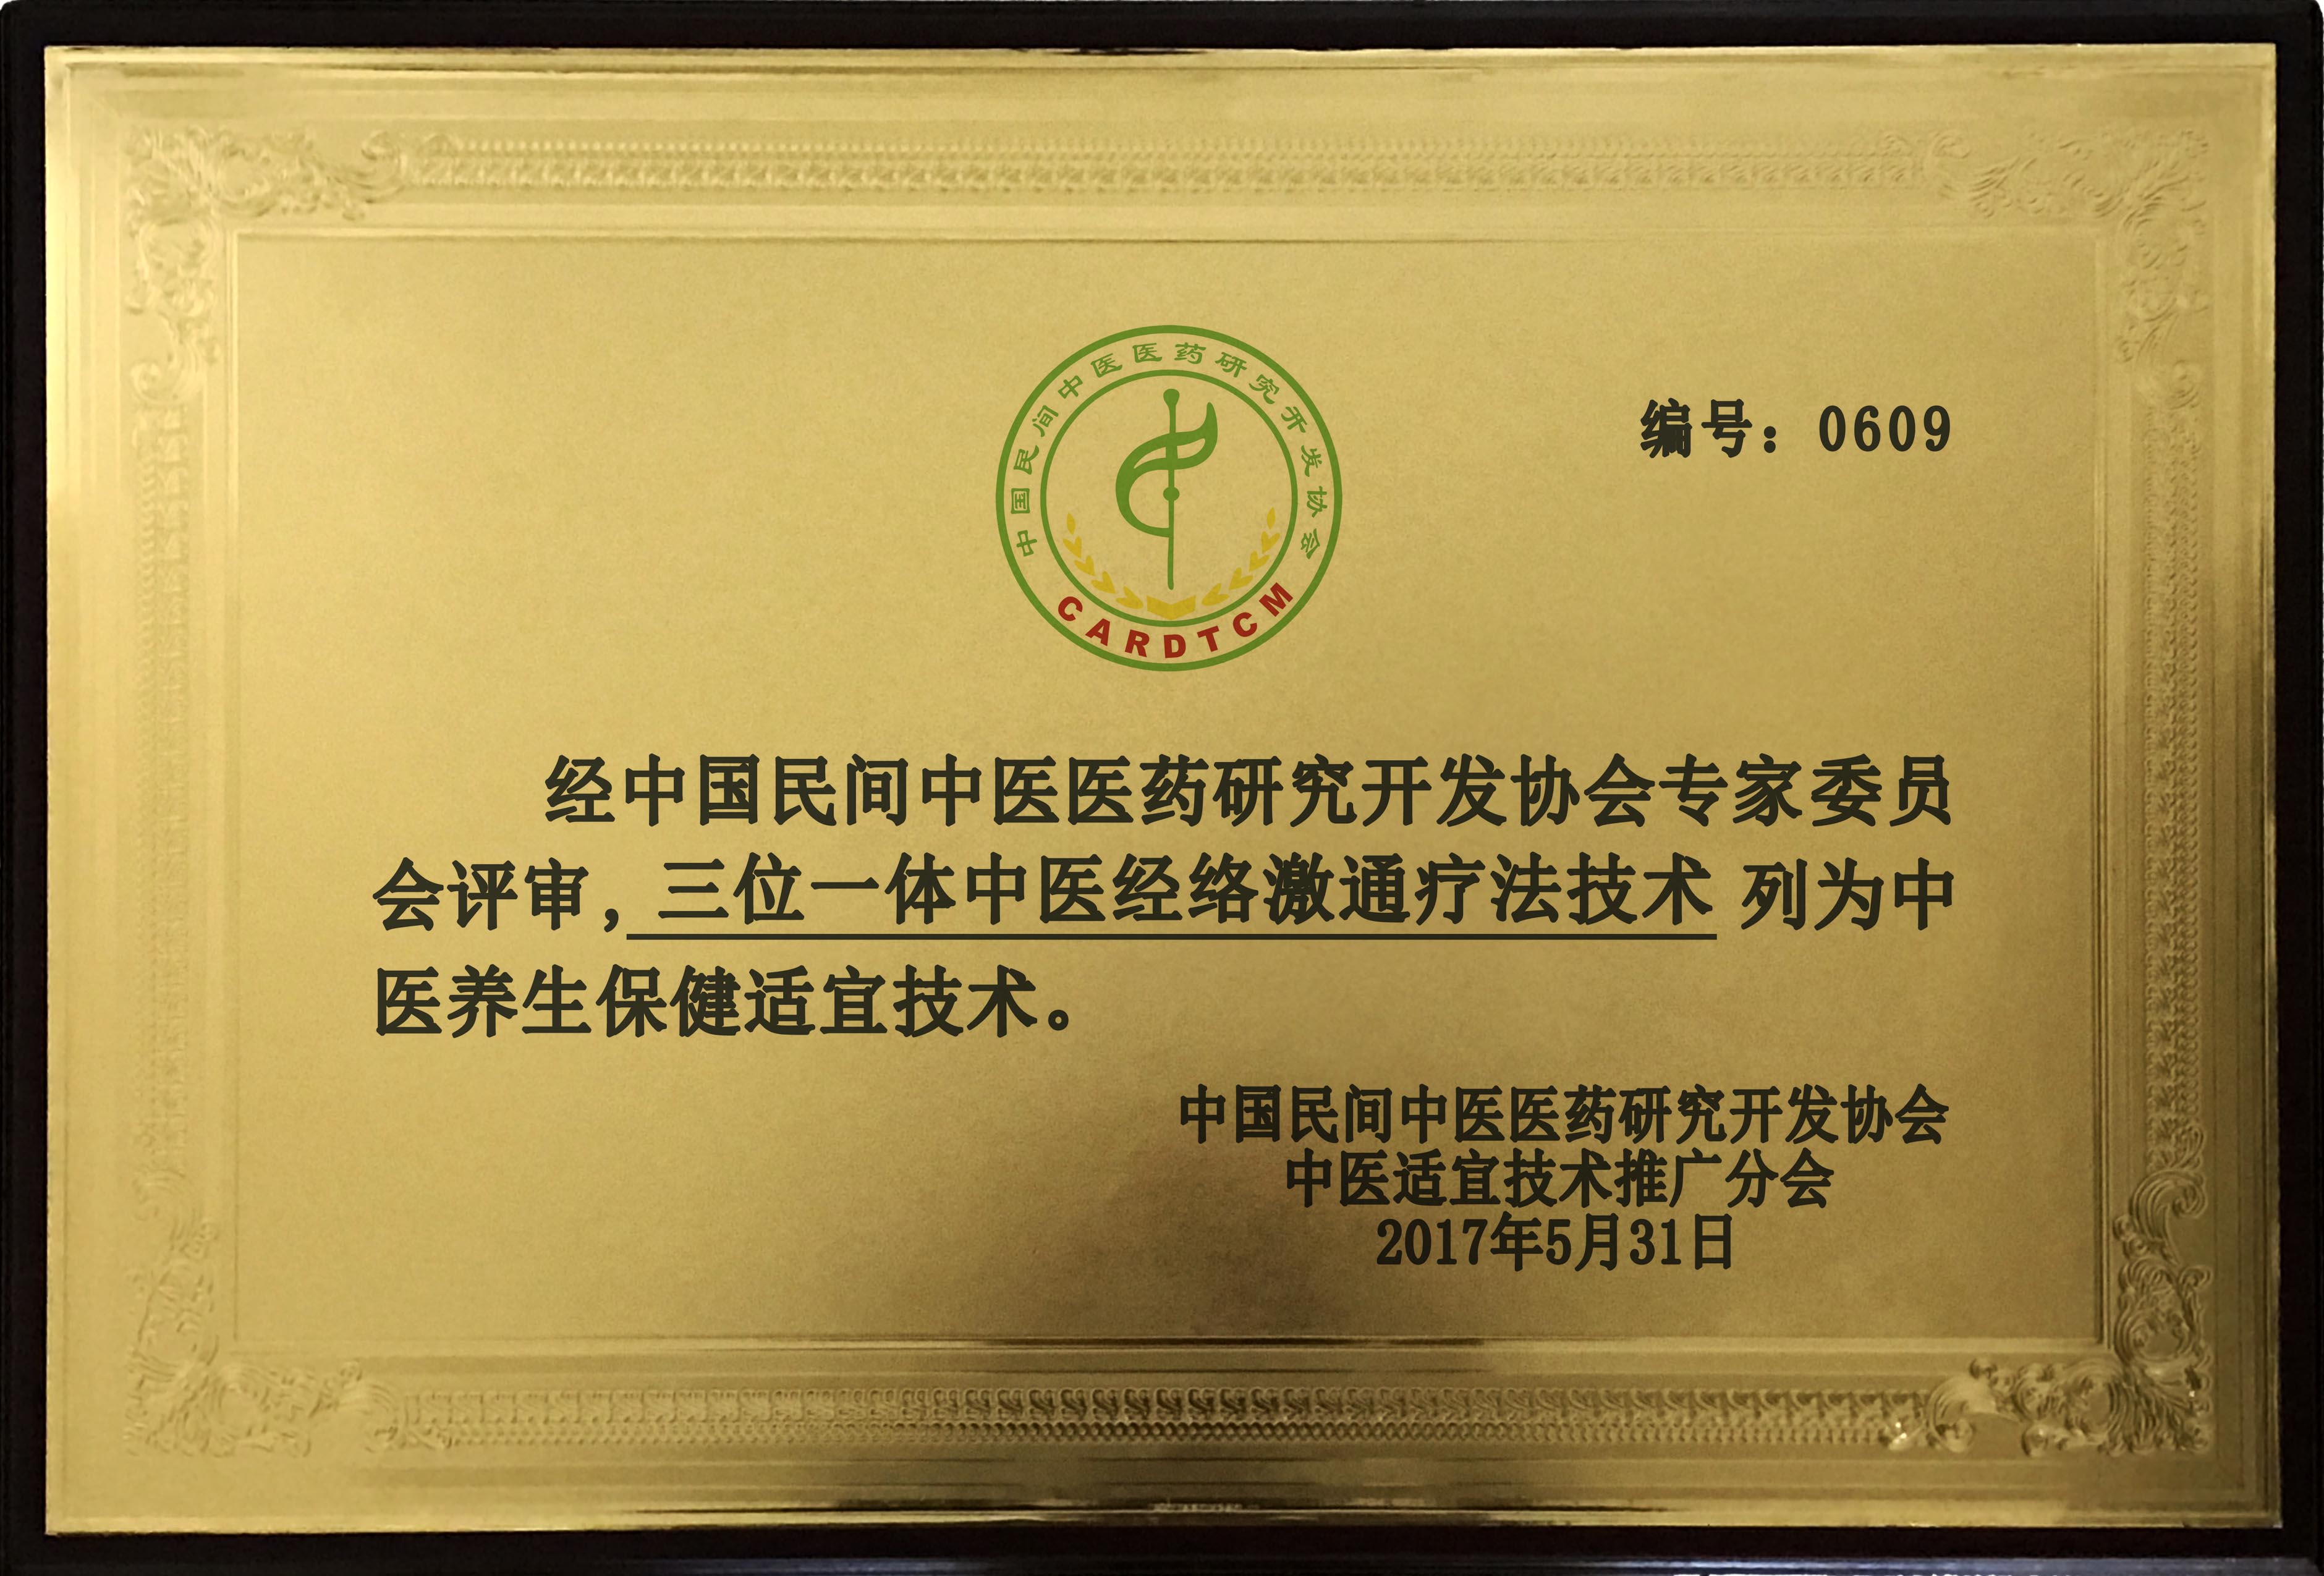 中国民间中医医药研究开发协会
CARDTCM
编号：0609
经中国民间中医医药研究开发协会专家委员
会评审，三位一体中医经络激通疗法技术 列为中
医养生保健适宜技术。
中国民间中医医药研究开发协会
中医适宜技术推广分会
2017年5月31日